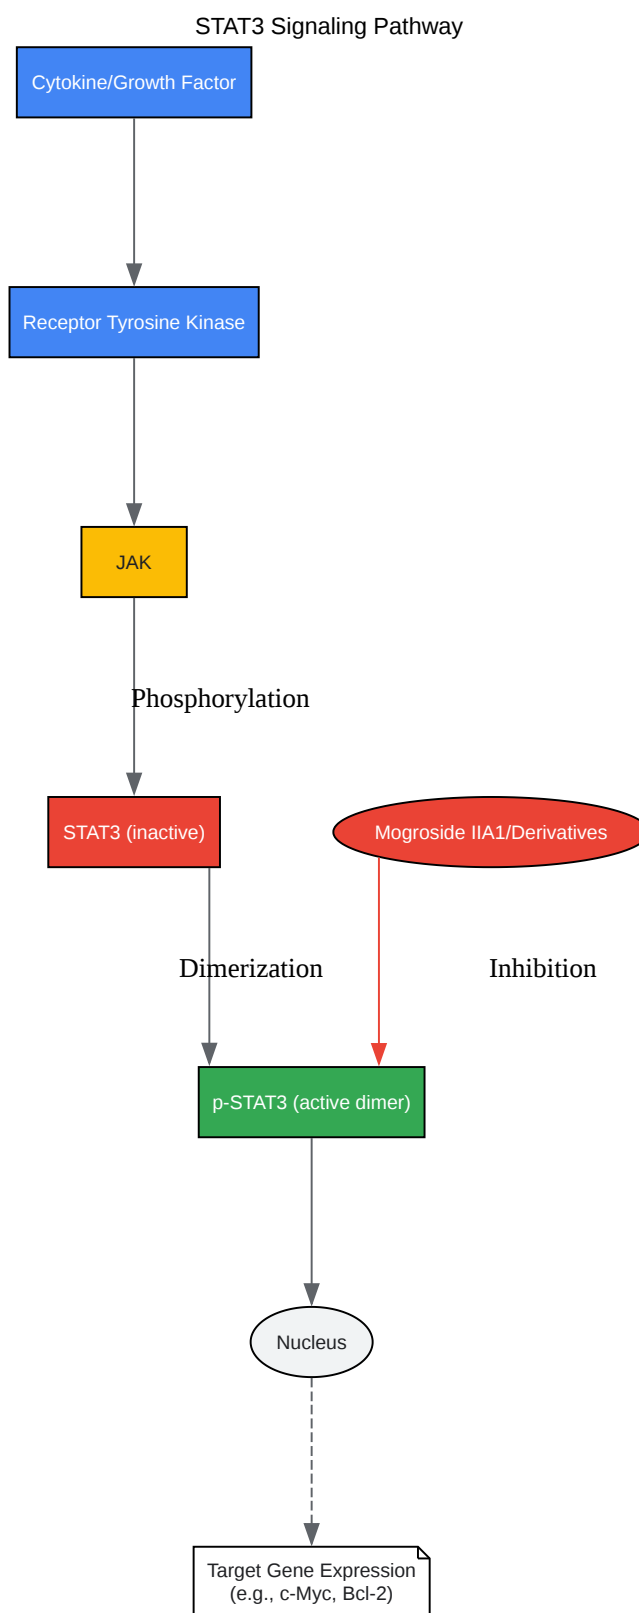 STAT3 Signaling Pathway
Cytokine/Growth Factor
Receptor Tyrosine Kinase
JAK
Phosphorylation
STAT3 (inactive)
Mogroside IIA1/Derivatives
Dimerization
Inhibition
p-STAT3 (active dimer)
Nucleus
Target Gene Expression
(e.g., c-Myc, Bcl-2)